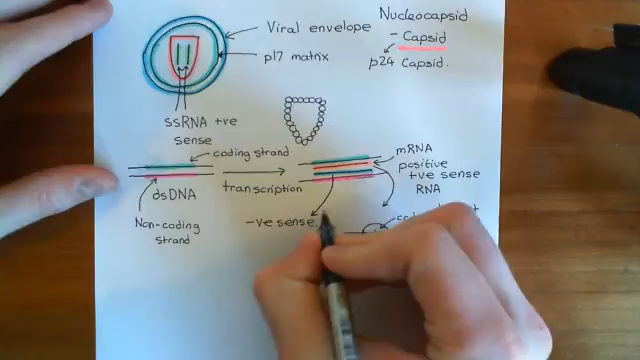 Nucleocapsid
- Capsid
p24 Capsid.
Viral envelope
p17 matrix
ssRNA +ve
sense
coding strand
dsDNA
Non-coding
strand
transcription
mRNA
positive
+ve sense
RNA
-ve sense